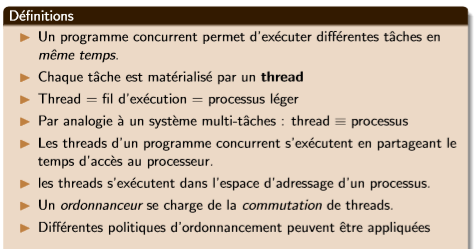 Définitions
▶ Un programme concurrent permet d'exécuter différentes tâches en
même temps.
▶ Chaque tâche est matérialisé par un thread
▶ Thread = fil d'exécution = processus léger
▶ Par analogie à un système multi-tâches : thread ≡ processus
▶ Les threads d'un programme concurrent s'exécutent en partageant le
temps d'accès au processeur.
▶ les threads s'exécutent dans l'espace d'adressage d'un processus.
▶ Un ordonnanceur se charge de la commutation de threads.
▶ Différentes politiques d'ordonnancement peuvent être appliquées